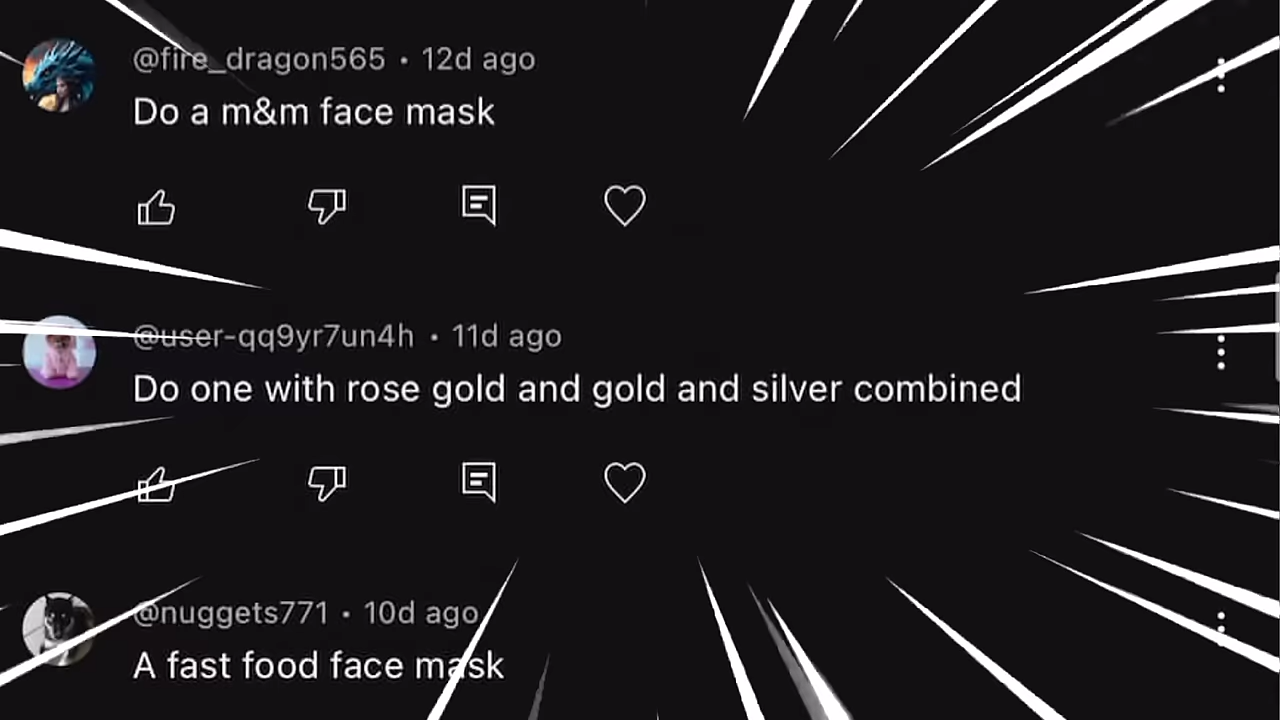 @fire_dragon565 · 12d ago
Do a m&m face mask
@user-qq9yr7un4h · 11d ago
Do one with rose gold and gold and silver combined
@nuggets771 · 10d ago
A fast food face mask